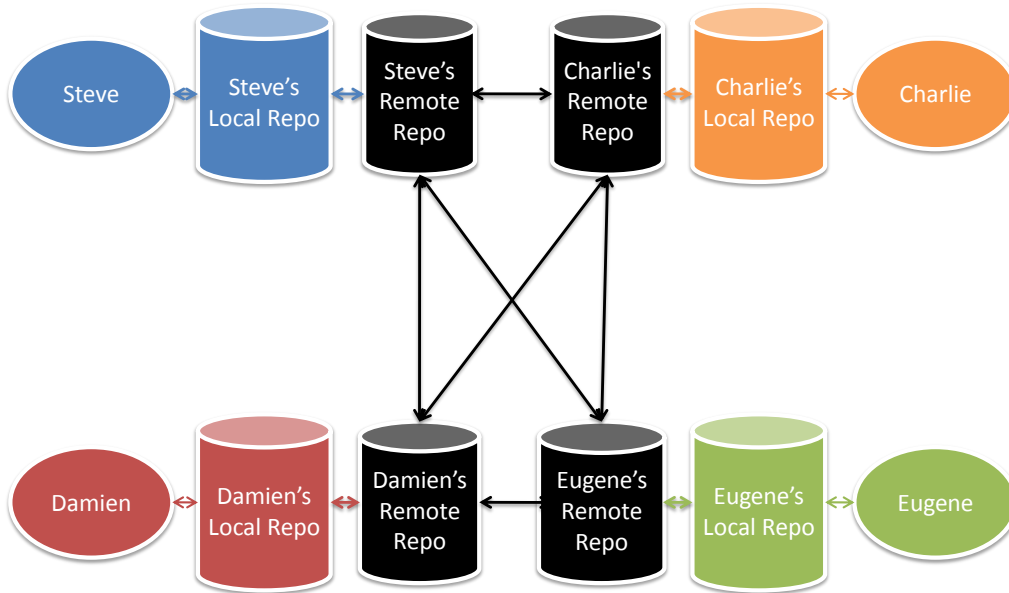 Steve
Steve’s
Local Repo
Steve’s
Remote
Repo
Charlie's
Remote
Repo
Charlie’s
Local Repo
Charlie
Damien
Damien’s
Local Repo
Damien’s
Remote
Repo
Eugene’s
Remote
Repo
Eugene’s
Local Repo
Eugene